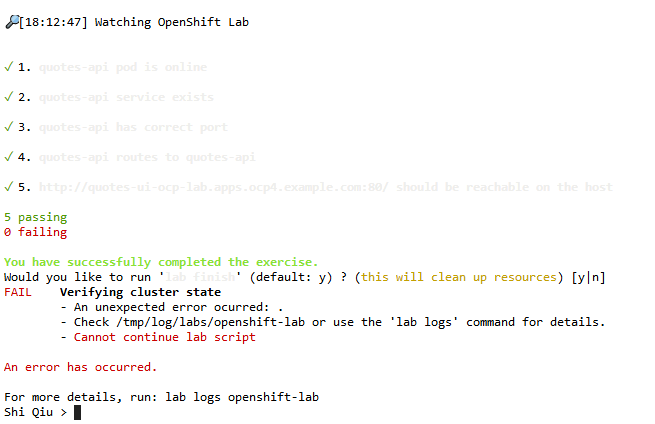 [18:12:47] Watching OpenShift Lab
✓ 1. quotes-api pod is online
✓ 2. quotes-api service exists
✓ 3. quotes-api has correct port
✓ 4. quotes-api routes to quotes-api
✓ 5. http://quotes-ui-ocp-lab.apps.ocp4.example.com:80/ should be reachable on the host
5 passing
0 failing
You have successfully completed the exercise.
Would you like to run 'lab finish' (default: y) ? (this will clean up resources) [y|n]
FAIL    Verifying cluster state
- An unexpected error ocurred: .
- Check /tmp/log/labs/openshift-lab or use the 'lab logs' command for details.
- Cannot continue lab script
An error has occurred.
For more details, run: lab logs openshift-lab
Shi Qiu >